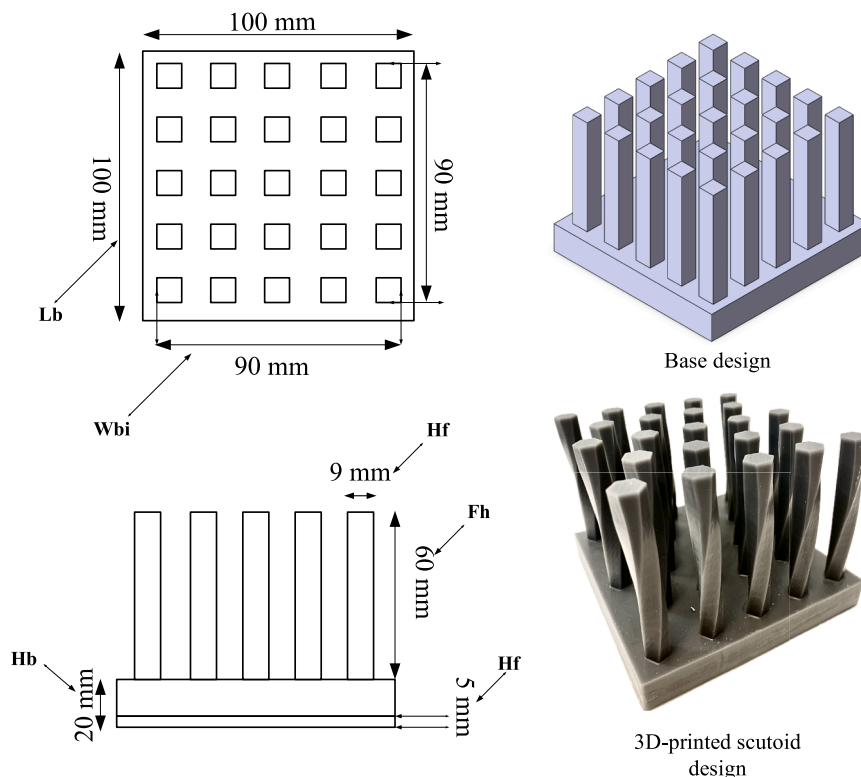 100 mm
100 mm
90 mm
Lb
90 mm
Wbi
Base design
Hf
9 mm
Fh
60 mm
Hb
20 mm
5 mm
Hf
3D-printed scutoid
design